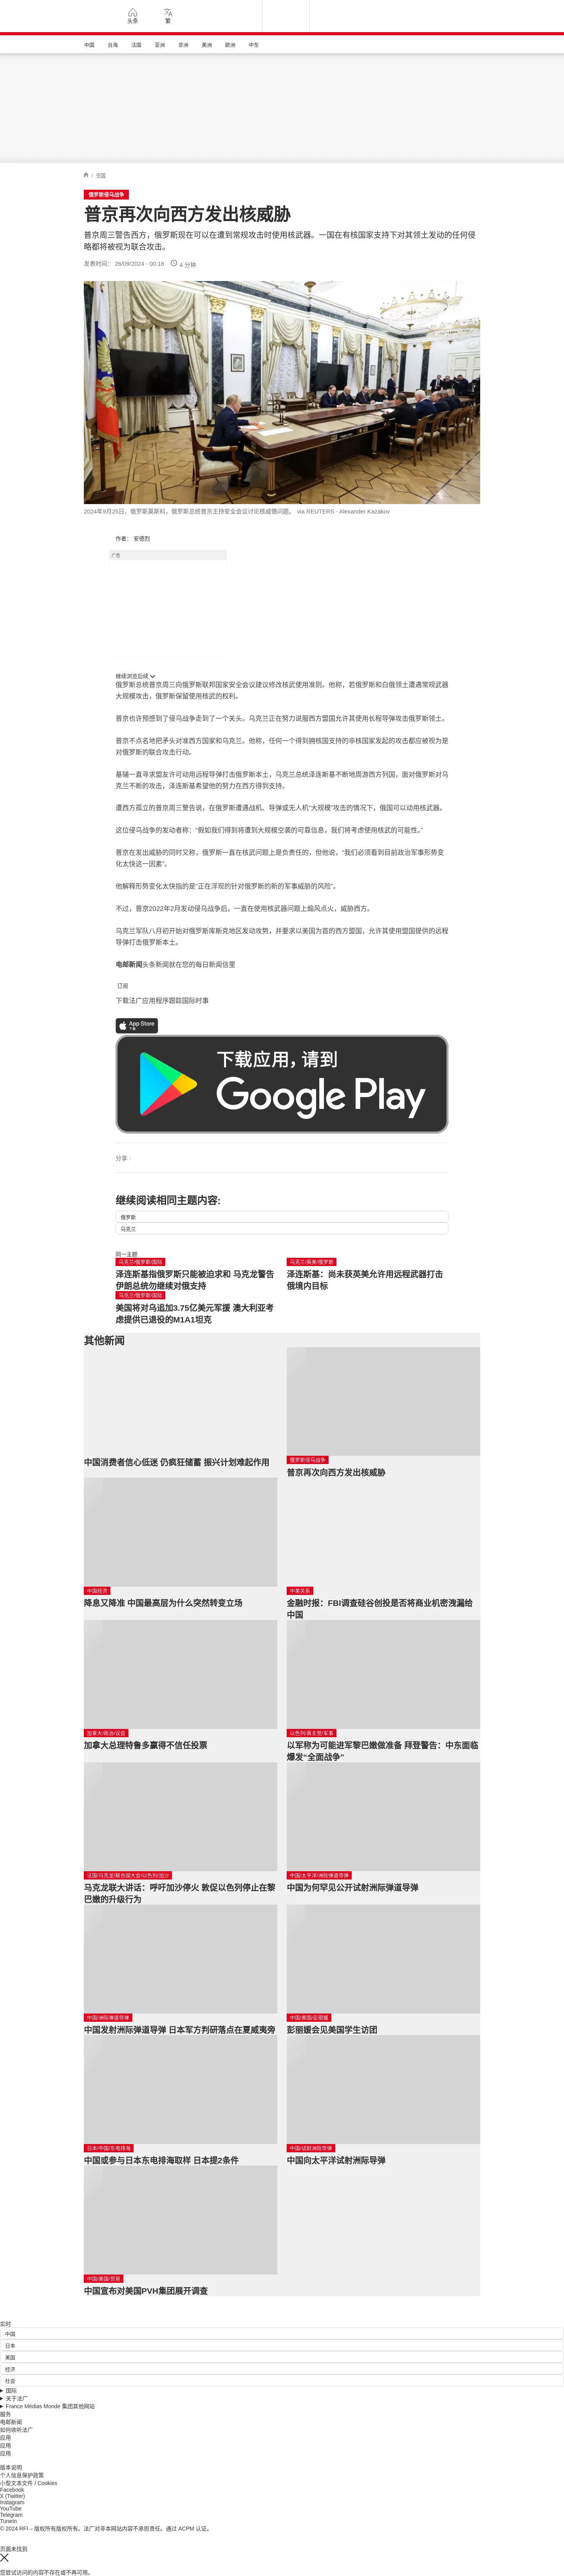 头条
繁
中国
台海
法国
亚洲
非洲
美洲
欧洲
中东
/ 中国
俄罗斯侵乌战争
普京再次向西方发出核威胁
普京周三警告西方，俄罗斯现在可以在遭到常规攻击时使用核武器。一国在有核国家支持下对其领土发动的任何侵
略都将被视为联合攻击。
发表时间： 26/09/2024 - 00:18
4 分钟
2024年9月25日，俄罗斯莫斯科，俄罗斯总统普京主持安全会议讨论核威慑问题。 via REUTERS - Alexander Kazakov
作者： 安德烈
广告
继续浏览后续
俄罗斯总统普京周三向俄罗斯联邦国家安全会议建议修改核武使用准则。他称，若俄罗斯和白俄领土遭遇常规武器
大规模攻击，俄罗斯保留使用核武的权利。
普京也许预感到了侵乌战争走到了一个关头。乌克兰正在努力说服西方盟国允许其使用长程导弹攻击俄罗斯领土。
普京不点名地把矛头对准西方国家和乌克兰。他称，任何一个得到拥核国支持的非核国家发起的攻击都应被视为是
对俄罗斯的联合攻击行动。
基辅一直寻求盟友许可动用远程导弹打击俄罗斯本土，乌克兰总统泽连斯基不断地周游西方列国，面对俄罗斯对乌
克兰不断的攻击，泽连斯基希望他的努力在西方得到支持。
遭西方孤立的普京周三警告说，在俄罗斯遭遇战机、导弹或无人机“大规模”攻击的情况下，俄国可以动用核武器。
这位侵乌战争的发动者称：“假如我们得到将遭到大规模空袭的可靠信息，我们将考虑使用核武的可能性。”
普京在发出威胁的同时又称，俄罗斯一直在核武问题上是负责任的，但他说，“我们必须看到目前政治军事形势变
化太快这一因素”。
他解释形势变化太快指的是“正在浮现的针对俄罗斯的新的军事威胁的风险”。
不过，普京2022年2月发动侵乌战争后，一直在使用核武器问题上煽风点火，威胁西方。
乌克兰军队八月初开始对俄罗斯库斯克地区发动攻势，并要求以美国为首的西方盟国，允许其使用盟国提供的远程
导弹打击俄罗斯本土。
电邮新闻头条新闻就在您的每日新闻信里
订阅
下载法广应用程序跟踪国际时事
App Store
下载
下载应用，请到
Google Play
分享 :
继续阅读相同主题内容:
俄罗斯
乌克兰
同一主题
乌克兰/俄罗斯/国际
泽连斯基指俄罗斯只能被迫求和 马克龙警告
伊朗总统勿继续对俄支持
乌克兰/英美/俄罗斯
泽连斯基：尚未获英美允许用远程武器打击
俄境内目标
乌克兰/俄罗斯/国际
美国将对乌追加3.75亿美元军援 澳大利亚考
虑提供已退役的M1A1坦克
其他新闻
中国消费者信心低迷 仍疯狂储蓄 振兴计划难起作用
俄罗斯侵乌战争
普京再次向西方发出核威胁
中国经济
降息又降准 中国最高层为什么突然转变立场
中美关系
金融时报：FBI调查硅谷创投是否将商业机密洩漏给
中国
加拿大/政治/议会
加拿大总理特鲁多赢得不信任投票
以色列/真主党/军事
以军称为可能进军黎巴嫩做准备 拜登警告：中东面临
爆发“全面战争”
法国/马克龙/联合国大会/以色列/加沙
马克龙联大讲话：呼吁加沙停火 敦促以色列停止在黎
巴嫩的升级行为
中国/太平洋/洲际弹道导弹
中国为何罕见公开试射洲际弹道导弹
中国/洲际弹道导弹
中国发射洲际弹道导弹 日本军方判研落点在夏威夷旁
中国/美国/彭丽媛
彭丽媛会见美国学生访团
日本/中国/东电排海
中国或参与日本东电排海取样 日本提2条件
中国/试射洲际导弹
中国向太平洋试射洲际导弹
中国/美国/贸易
中国宣布对美国PVH集团展开调查
实时
中国
日本
美国
经济
社会
国际
关于法广
France Médias Monde 集团其他网站
服务
电邮新闻
如何收听法广
应用
应用
应用
版本说明
个人信息保护政策
小型文本文件 / Cookies
Facebook
X (Twitter)
Instagram
YouTube
Telegram
TuneIn
© 2024 RFI – 版权所有版权所有。法广对非本网站内容不承担责任。通过 ACPM 认证。
页面未找到
您尝试访问的内容不存在或不再可用。